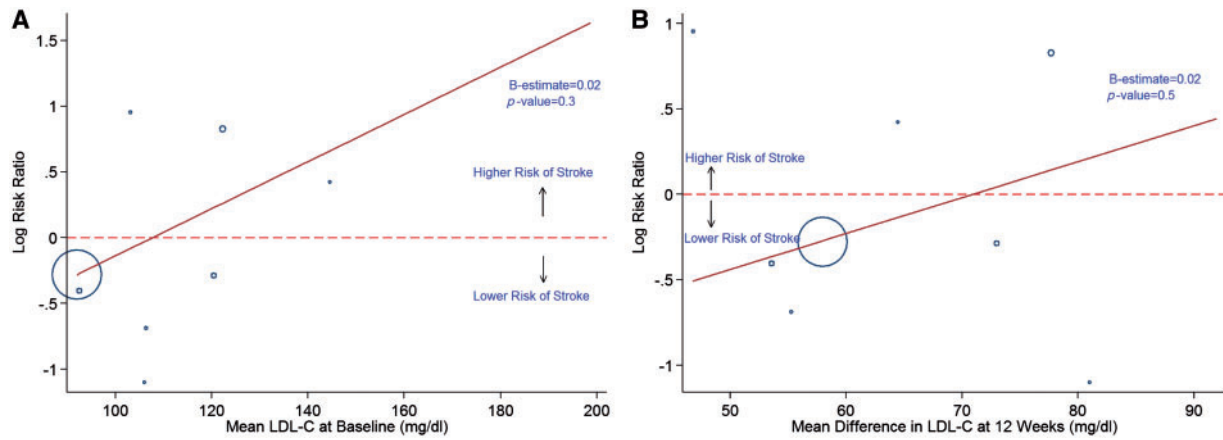 A
1.5
1
.5
0
-.5
-1
Log Risk Ratio
B-estimate=0.02
p-value=0.3
Higher Risk of Stroke
Lower Risk of Stroke
100 120 140 160 180 200
Mean LDL-C at Baseline (mg/dl)
B
1
.5
0
-.5
-1
Log Risk Ratio
B-estimate=0.02
p-value=0.5
Higher Risk of Stroke
Lower Risk of Stroke
50 60 70 80 90
Mean Difference in LDL-C at 12 Weeks (mg/dl)